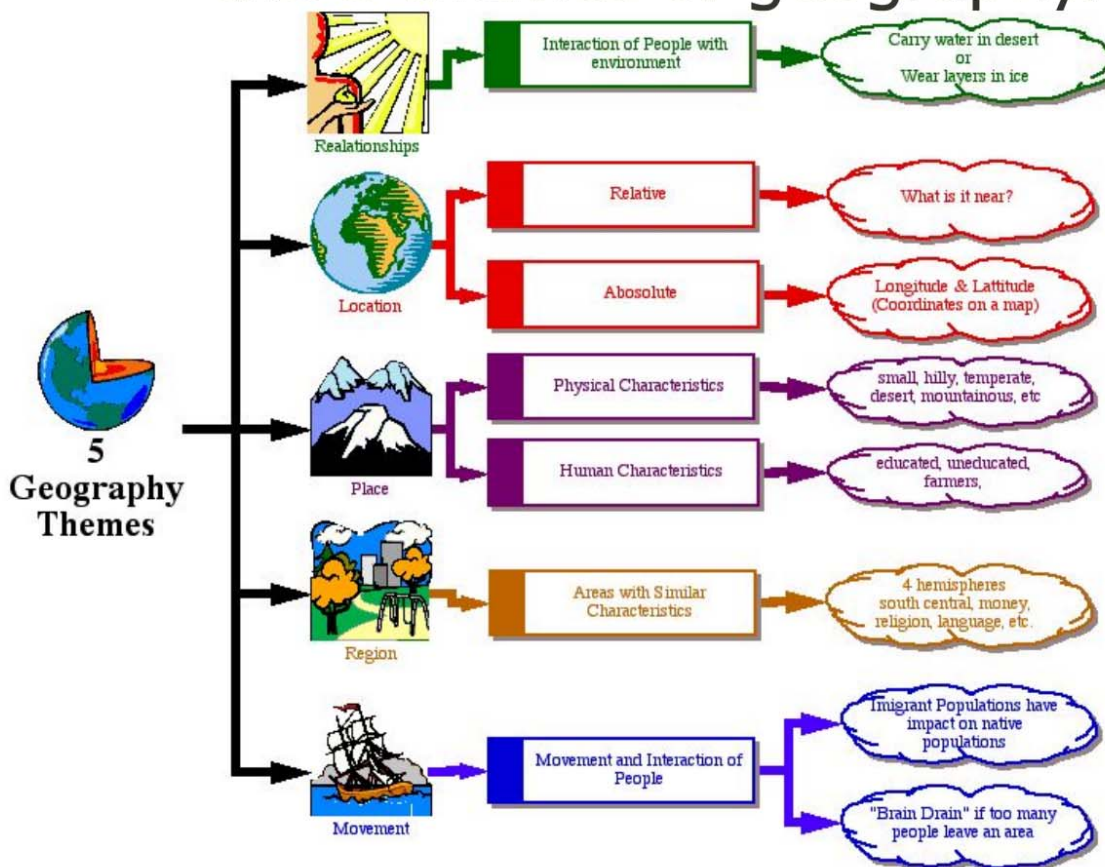 geography.
5
Geography
Themes
Realationships
Interaction of People with
environment
Carry water in desert
or
Wear layers in ice
Location
Relative
What is it near?
Abosolute
Longitude & Lattitude
(Coordinates on a map)
Place
Physical Characteristics
small, hilly, temperate,
desert, mountainous, etc
Human Characteristics
educated, uneducated,
farmers,
Region
Areas with Similar
Characteristics
4 hemispheres
south central, money,
religion, language, etc.
Movement
Movement and Interaction of
People
Imigrant Populations have
impact on native
populations
"Brain Drain" if too many
people leave an area